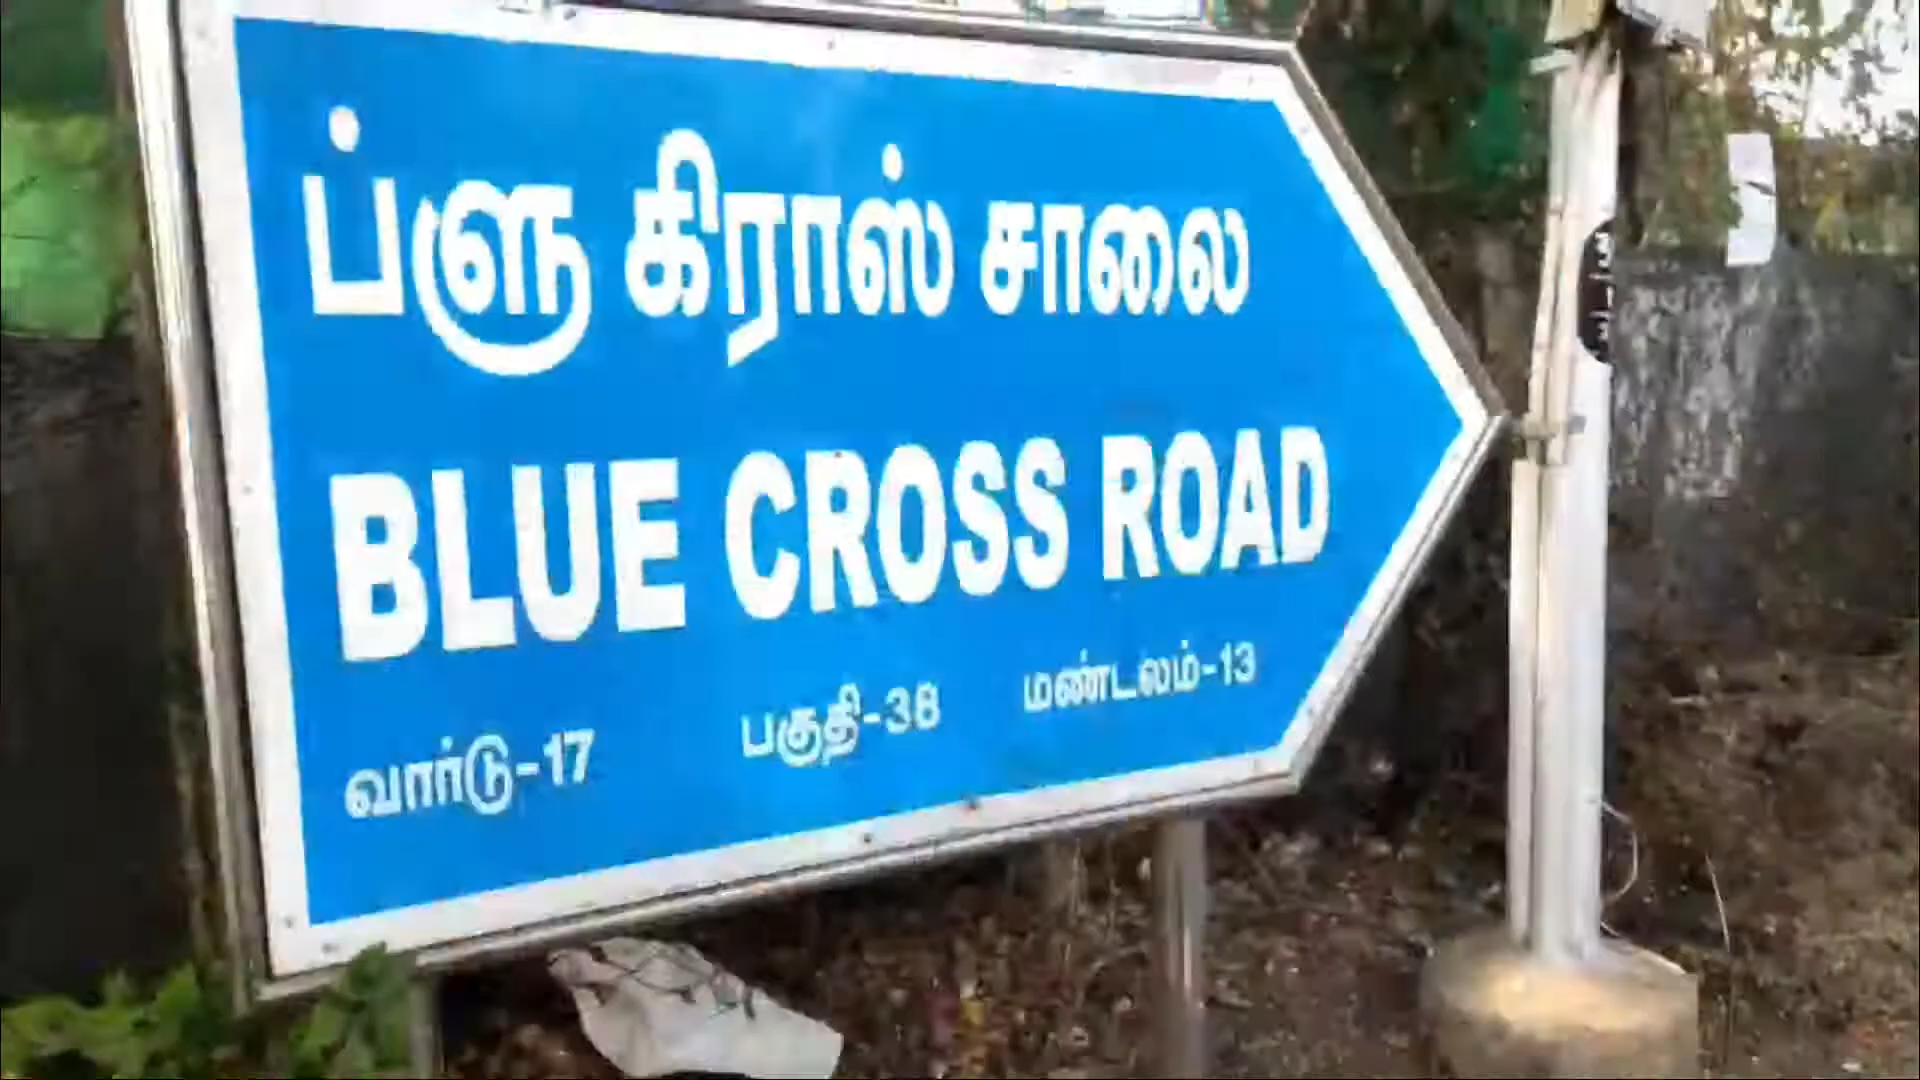 ப்ளு கிராஸ் சாலை
BLUE CROSS ROAD
வார்டு-17 பகுதி-38 மண்டலம்-13